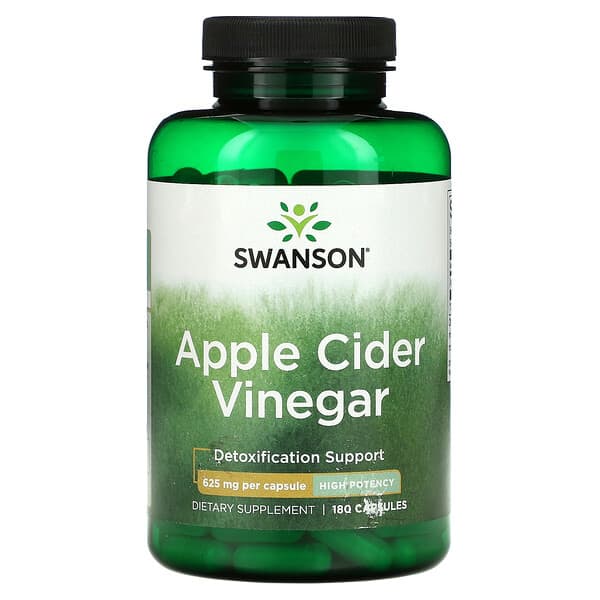 SWANSON®
Apple Cider
Vinegar
Detoxification Support
625 mg per capsule HIGH POTENCY
DIETARY SUPPLEMENT | 180 CAPSULES